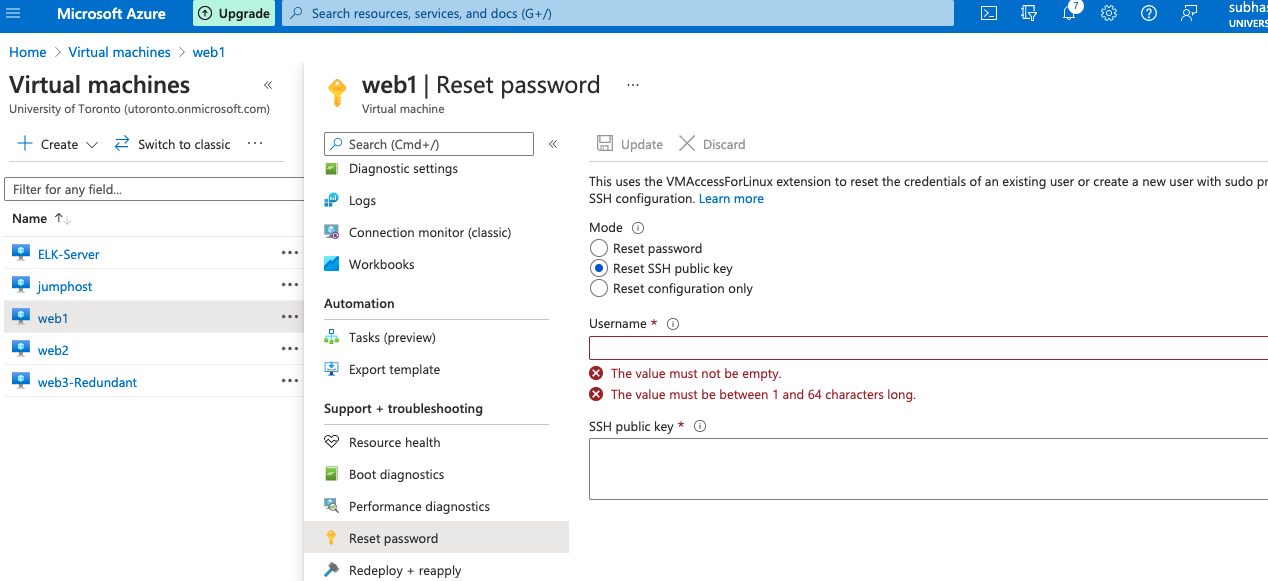 Microsoft Azure
Upgrade
Search resources, services, and docs (G+/)
7
subhas
UNIVERS
Home > Virtual machines > web1
Virtual machines «
University of Toronto (utoronto.onmicrosoft.com)
+ Create Switch to classic ...
Filter for any field...
Name ↑↓
ELK-Server ...
jumphost ...
web1 ...
web2 ...
web3-Redundant ...
web1 | Reset password ...
Virtual machine
Search (Cmd+/) «
Diagnostic settings
Logs
Connection monitor (classic)
Workbooks
Automation
Tasks (preview)
Export template
Support + troubleshooting
Resource health
Boot diagnostics
Performance diagnostics
Reset password
Redeploy + reapply
Update Discard
This uses the VMAccessForLinux extension to reset the credentials of an existing user or create a new user with sudo pr
SSH configuration. Learn more
Mode
Reset password
Reset SSH public key
Reset configuration only
Username *
The value must not be empty.
The value must be between 1 and 64 characters long.
SSH public key *